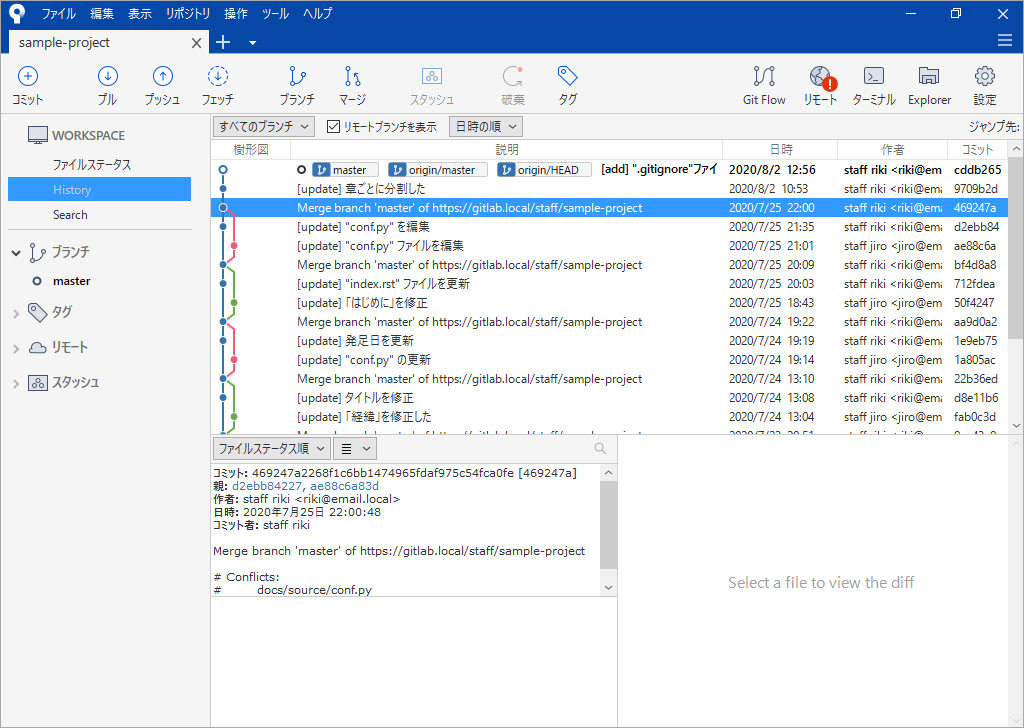 ファイル 編集 表示 リポジトリ 操作 ツール ヘルプ
sample-project
コミット プル プッシュ フェッチ ブランチ マージ スタッシュ 破棄 タグ Git Flow リモート ターミナル Explorer 設定
WORKSPACE
ファイルステータス
History
Search
ブランチ
master
タグ
リモート
スタッシュ
すべてのブランチ リモートブランチを表示 日時の順 ジャンプ先:
樹形図 説明 日時 作者 コミット
master origin/master origin/HEAD [add] ".gitignore"ファイ 2020/8/2 12:56 staff riki <riki@em cddb265
[update] 章ごとに分割した 2020/8/2 10:53 staff riki <riki@ema 9709b2d
Merge branch 'master' of https://gitlab.local/staff/sample-project 2020/7/25 22:00 staff riki <riki@ema 469247a
[update] "conf.py" を編集 2020/7/25 21:35 staff riki <riki@ema d2ebb84
[update] "conf.py" ファイルを編集 2020/7/25 21:01 staff jiro <jiro@em ae88c6a
Merge branch 'master' of https://gitlab.local/staff/sample-project 2020/7/25 20:09 staff riki <riki@ema bf4d8a8
[update] "index.rst" ファイルを更新 2020/7/25 20:03 staff riki <riki@ema 712fdea
[update] 「はじめに」を修正 2020/7/25 18:43 staff jiro <jiro@em 50f4247
Merge branch 'master' of https://gitlab.local/staff/sample-project 2020/7/24 19:22 staff riki <riki@ema aa9d0a2
[update] 発足日を更新 2020/7/24 19:19 staff riki <riki@ema 1e9eb75
[update] "conf.py" の更新 2020/7/24 19:14 staff jiro <jiro@em 1a805ac
Merge branch 'master' of https://gitlab.local/staff/sample-project 2020/7/24 13:10 staff riki <riki@ema 22b36ed
[update] タイトルを修正 2020/7/24 13:08 staff riki <riki@ema d8e11b6
[update] 「経緯」を修正した 2020/7/24 13:04 staff jiro <jiro@em fab0c3d
ファイルステータス順
コミット: 469247a2268f1c6bb1474965fdaf975c54fca0fe [469247a]
親: d2ebb84227, ae88c6a83d
作者: staff riki <riki@email.local>
日時: 2020年7月25日 22:00:48
コミット者: staff riki
Merge branch 'master' of https://gitlab.local/staff/sample-project
# Conflicts:
# docs/source/conf.py
Select a file to view the diff